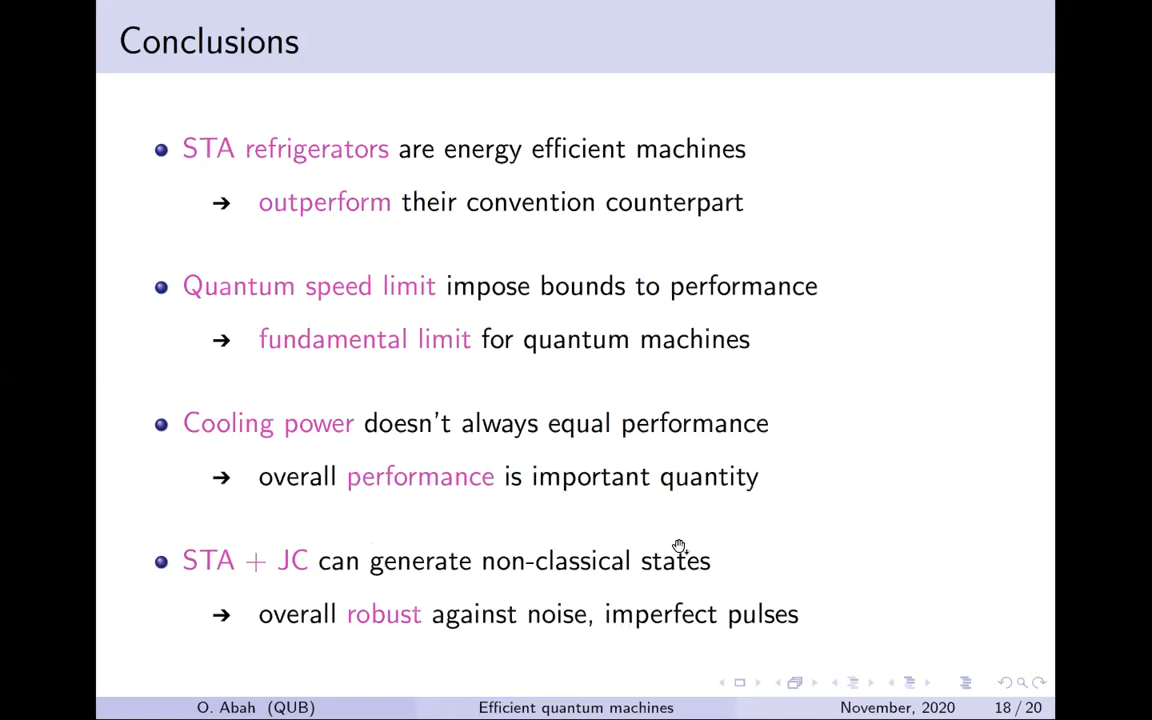 Conclusions
STA refrigerators are energy efficient machines
➔ outperform their convention counterpart
Quantum speed limit impose bounds to performance
➔ fundamental limit for quantum machines
Cooling power doesn't always equal performance
➔ overall performance is important quantity
STA + JC can generate non-classical states
➔ overall robust against noise, imperfect pulses
O. Abah (QUB) Efficient quantum machines November, 2020 18 / 20